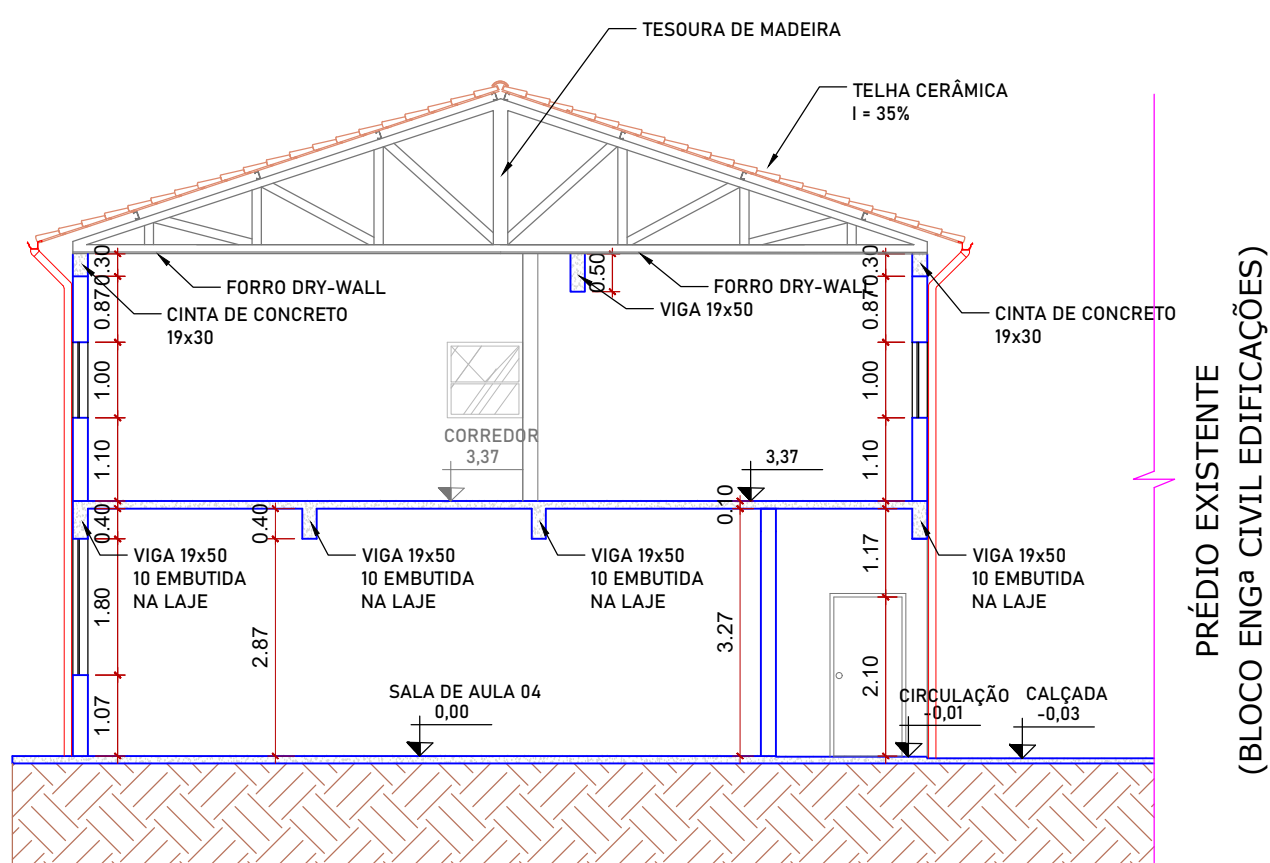 TESOURA DE MADEIRA
TELHA CERÂMICA
I = 35%
0.30
0.50
0.30
FORRO DRY-WALL
FORRO DRY-WALL
CINTA DE CONCRETO
19x30
VIGA 19x50
CINTA DE CONCRETO
19x30
0.87
0.87
1.00
1.00
CORREDOR
3,37
3,37
1.10
1.10
0.10
0.40
0.40
VIGA 19x50
10 EMBUTIDA
NA LAJE
VIGA 19x50
10 EMBUTIDA
NA LAJE
VIGA 19x50
10 EMBUTIDA
NA LAJE
VIGA 19x50
10 EMBUTIDA
NA LAJE
1.17
1.80
2.87
3.27
2.10
1.07
SALA DE AULA 04
0,00
CIRCULAÇÃO
-0,01
CALÇADA
-0,03
PRÉDIO EXISTENTE
(BLOCO ENGª CIVIL EDIFICAÇÕES)